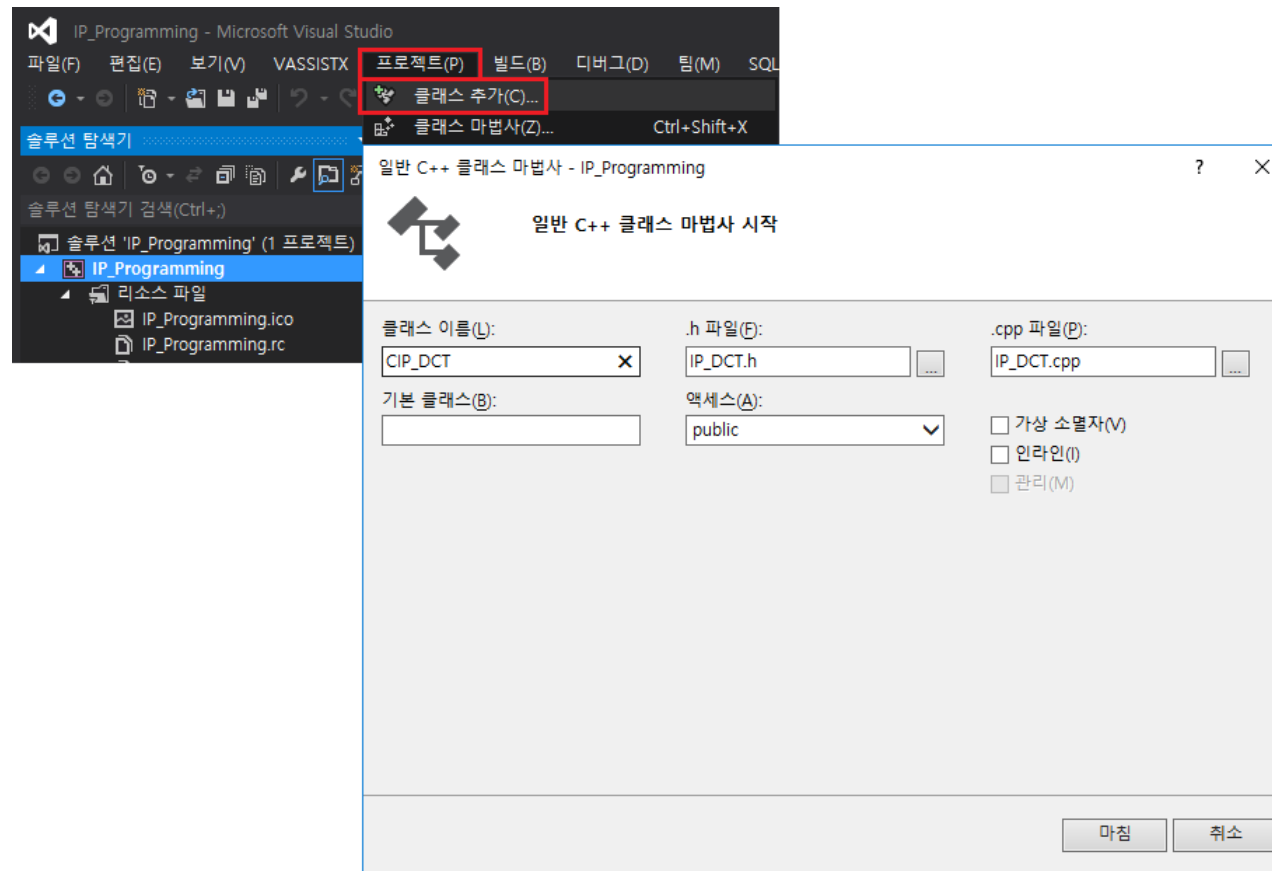 IP_Programming - Microsoft Visual Studio
파일(F) 편집(E) 보기(V) VASSISTX 프로젝트(P) 빌드(B) 디버그(D) 팀(M) SQL
클래스 추가(C)...
클래스 마법사(Z)... Ctrl+Shift+X
솔루션 탐색기
솔루션 탐색기 검색(Ctrl+;)
솔루션 'IP_Programming' (1 프로젝트)
IP_Programming
리소스 파일
IP_Programming.ico
IP_Programming.rc
일반 C++ 클래스 마법사 - IP_Programming
일반 C++ 클래스 마법사 시작
클래스 이름(L): .h 파일(F): .cpp 파일(P):
CIP_DCT IP_DCT.h ... IP_DCT.cpp ...
기본 클래스(B): 액세스(A):
public
가상 소멸자(V)
인라인(I)
관리(M)
마침 취소